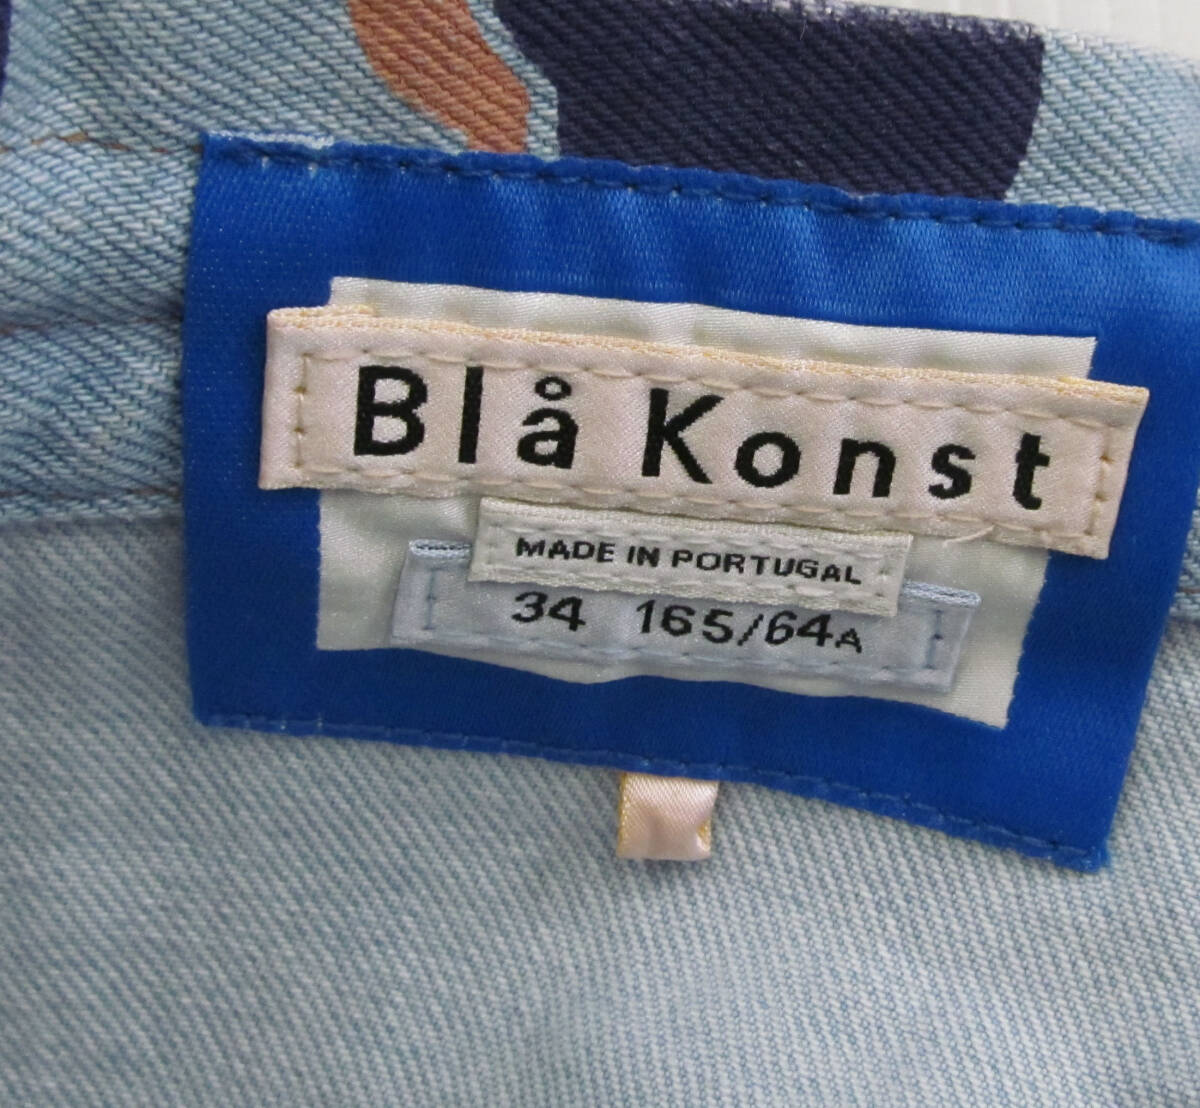 Blå Konst
MADE IN PORTUGAL
34 165/64A